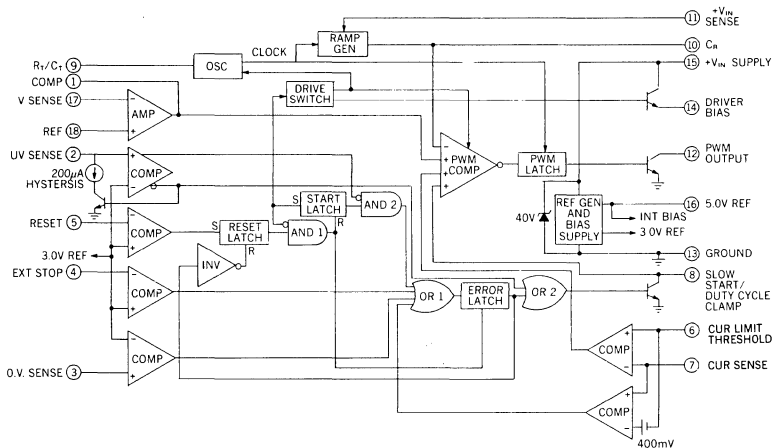 ⑪ +VIN SENSE
RAMP GEN
CLOCK
⑩ CR
⑮ +VIN SUPPLY
RT/CT ⑨
OSC
COMP ①
DRIVE SWITCH
V SENSE ⑰
- AMP +
⑭ DRIVER BIAS
REF ⑱
UV SENSE ②
+ COMP -
200μA HYSTERSIS
- + + + PWM COMP
PWM LATCH
⑫ PWM OUTPUT
S START LATCH R
AND 2
RESET ⑤
- COMP +
S RESET LATCH R
AND 1
40V
REF GEN AND BIAS SUPPLY
⑯ 5.0V REF
INT BIAS
3.0V REF
3.0V REF
INV
⑬ GROUND
EXT STOP ④
- COMP +
OR 1
ERROR LATCH
OR 2
⑧ SLOW START/ DUTY CYCLE CLAMP
- COMP +
O.V. SENSE ③
+ COMP -
⑥ CUR LIMIT THRESHOLD
⑦ CUR SENSE
+ COMP -
400mV